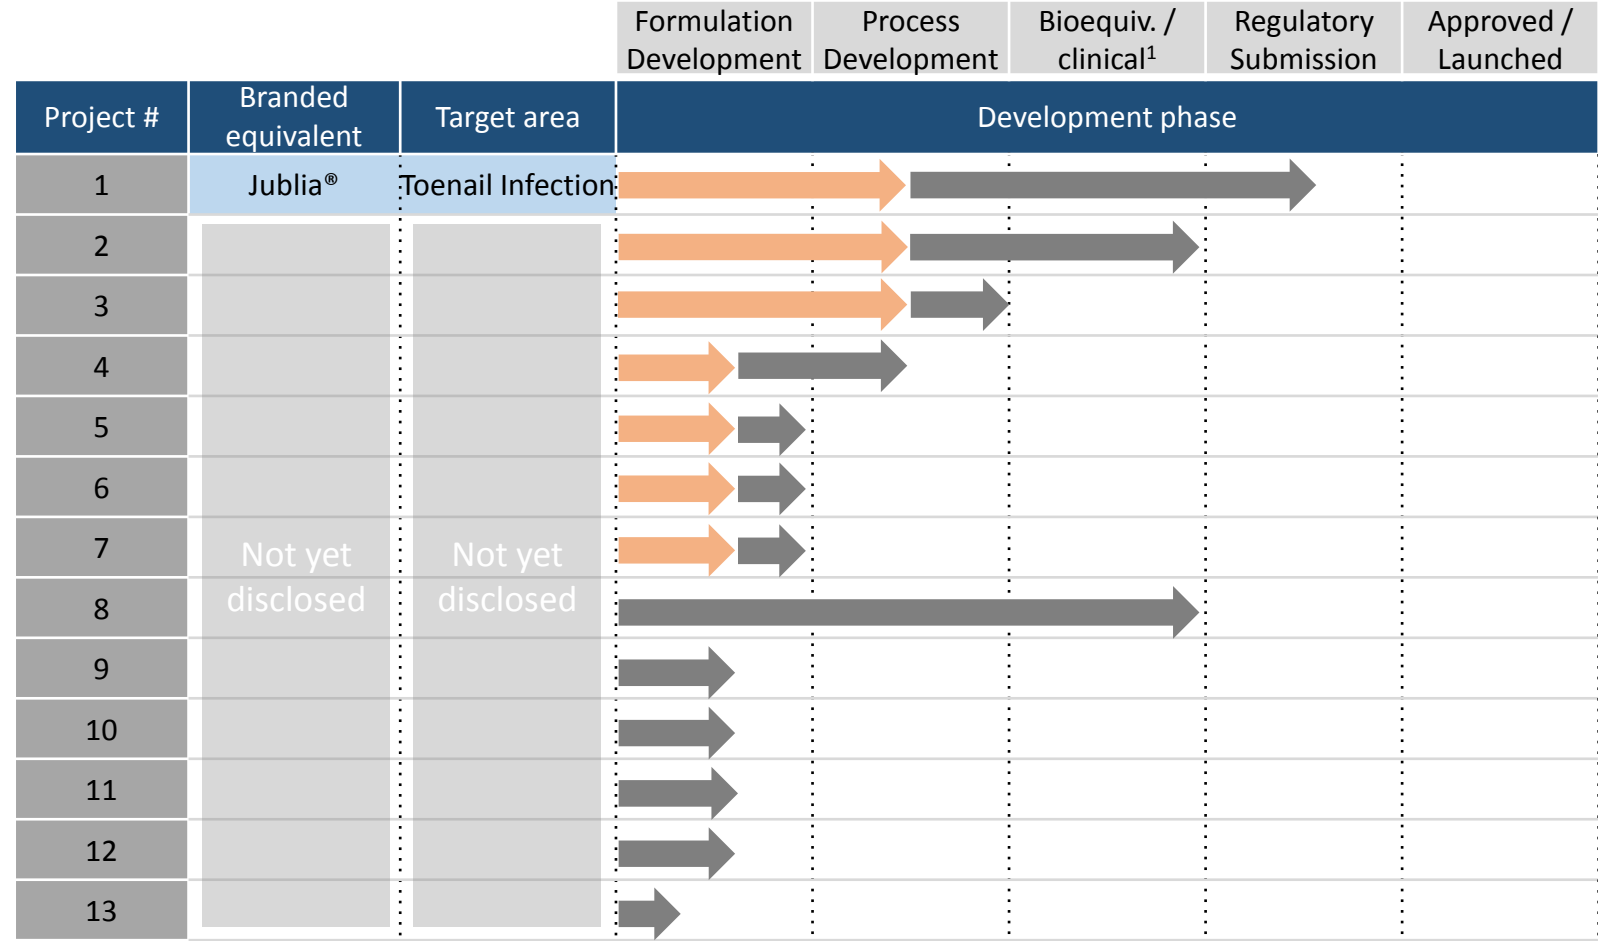 Formulation
Development
Process
Development
Bioequiv. /
clinical¹
Regulatory
Submission
Approved /
Launched
Project #
Branded
equivalent
Target area
Development phase
1
Jublia®
Toenail Infection
2
3
4
5
6
7
Not yet
disclosed
Not yet
disclosed
8
9
10
11
12
13